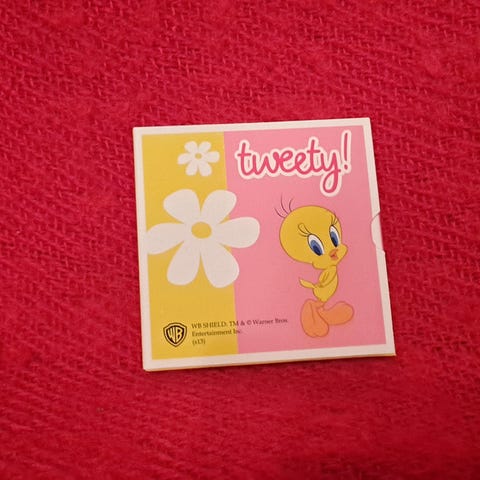 tweety!
WB
WB SHIELD: TM & © Warner Bros.
Entertainment Inc.
(s13)